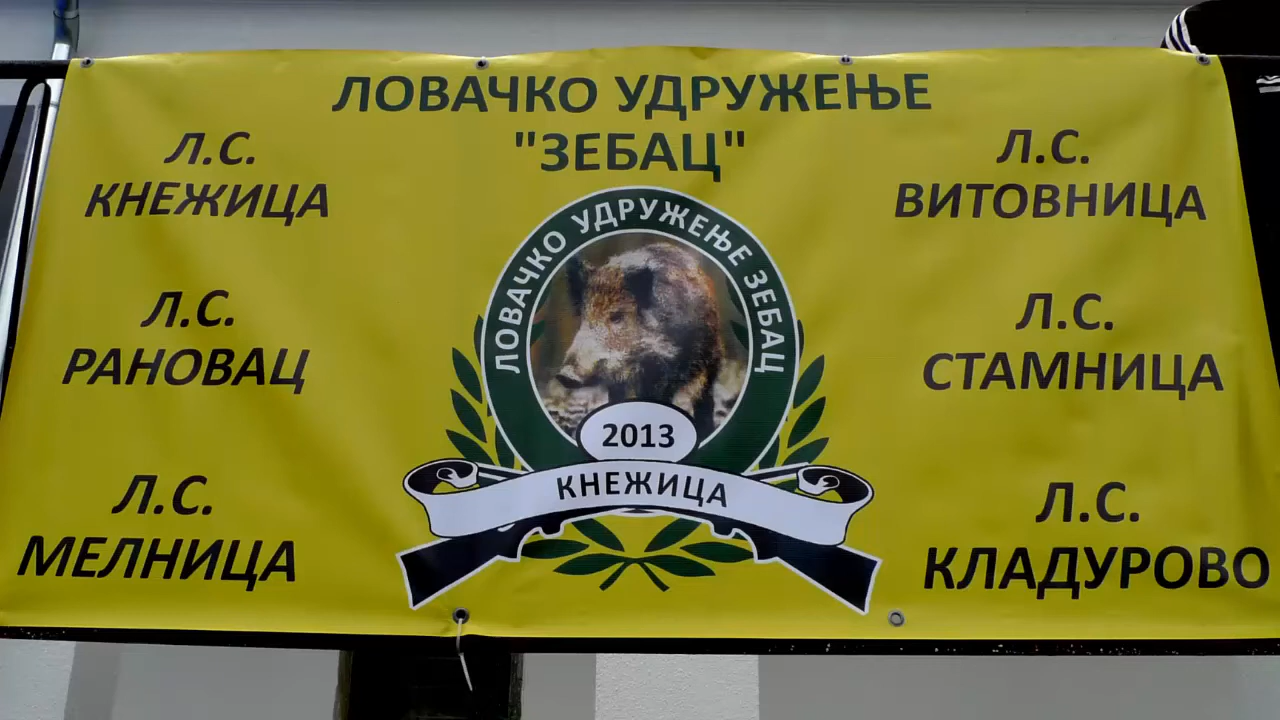 ЛОВАЧКО УДРУЖЕЊЕ
"ЗЕБАЦ"
Л.С.
КНЕЖИЦА
Л.С.
РАНОВАЦ
Л.С.
МЕЛНИЦА
ЛОВАЧКО УДРУЖЕЊЕ ЗЕБАЦ
2013
КНЕЖИЦА
Л.С.
ВИТОВНИЦА
Л.С.
СТАМНИЦА
Л.С.
КЛАДУРОВО